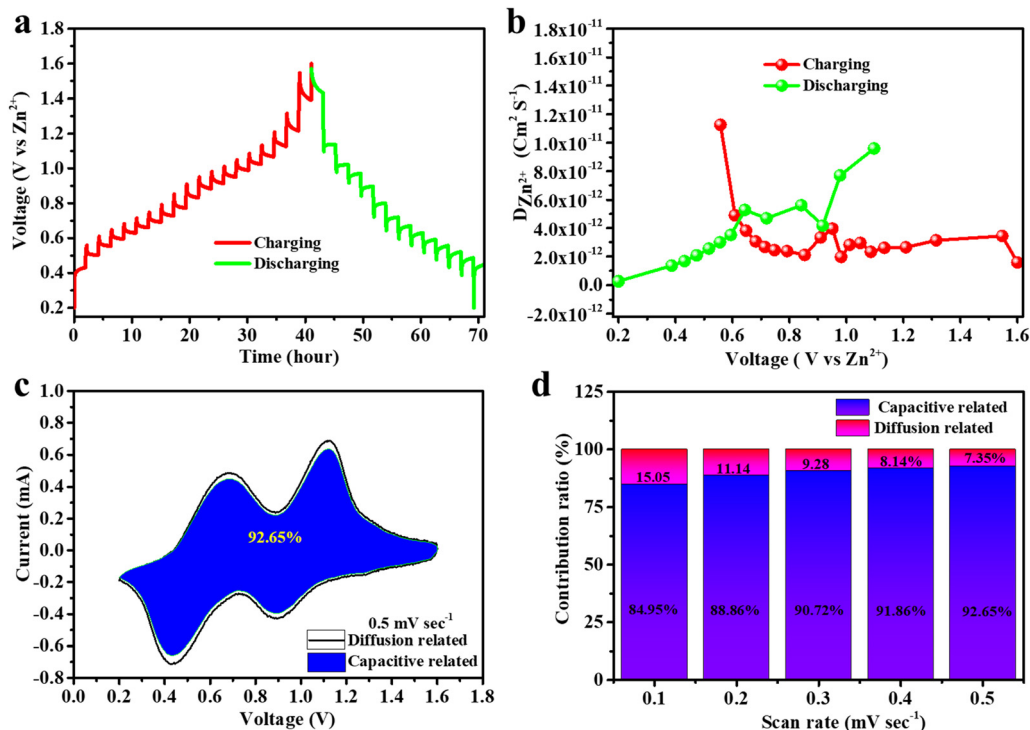 a
1.8
1.6
1.4
1.2
1.0
0.8
0.6
0.4
0.2
Voltage (V vs Zn²⁺)
Charging
Discharging
0 10 20 30 40 50 60 70
Time (hour)
b
1.8x10⁻¹¹
1.6x10⁻¹¹
1.4x10⁻¹¹
1.2x10⁻¹¹
1.0x10⁻¹¹
8.0x10⁻¹²
6.0x10⁻¹²
4.0x10⁻¹²
2.0x10⁻¹²
0.0
-2.0x10⁻¹²
D_Zn²⁺ (Cm² S⁻¹)
Charging
Discharging
0.2 0.4 0.6 0.8 1.0 1.2 1.4 1.6
Voltage ( V vs Zn²⁺)
c
1.0
0.8
0.6
0.4
0.2
0.0
-0.2
-0.4
-0.6
-0.8
Current (mA)
92.65%
0.5 mV sec⁻¹
Diffusion related
Capacitive related
0.0 0.2 0.4 0.6 0.8 1.0 1.2 1.4 1.6 1.8
Voltage (V)
d
125
100
75
50
25
0
Contribution ratio (%)
Capacitive related
Diffusion related
15.05 11.14 9.28 8.14% 7.35%
84.95% 88.86% 90.72% 91.86% 92.65%
0.1 0.2 0.3 0.4 0.5
Scan rate (mV sec⁻¹)